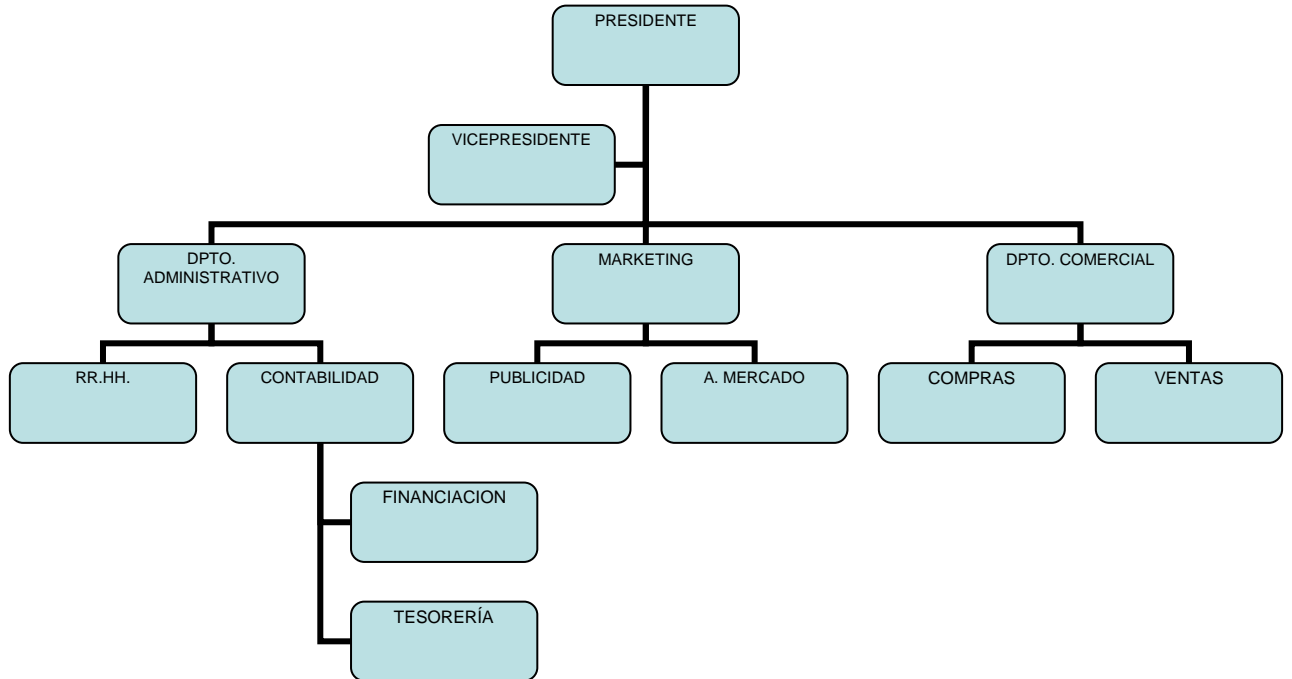 PRESIDENTE
VICEPRESIDENTE
DPTO.
ADMINISTRATIVO
MARKETING
DPTO. COMERCIAL
RR.HH.
CONTABILIDAD
PUBLICIDAD
A. MERCADO
COMPRAS
VENTAS
FINANCIACION
TESORERÍA